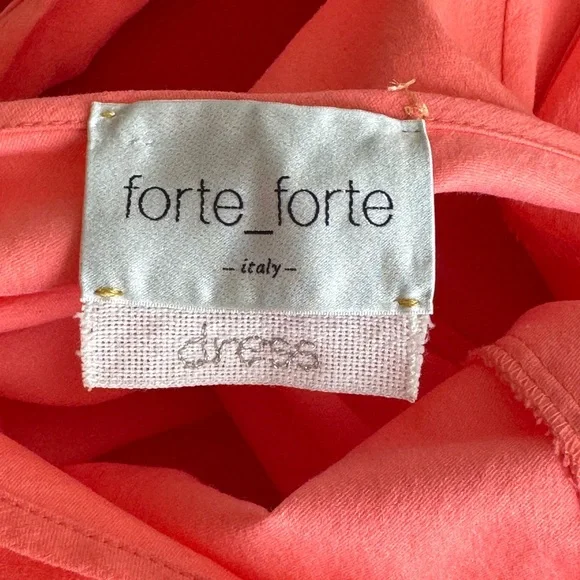 forte_forte
– italy –
dress